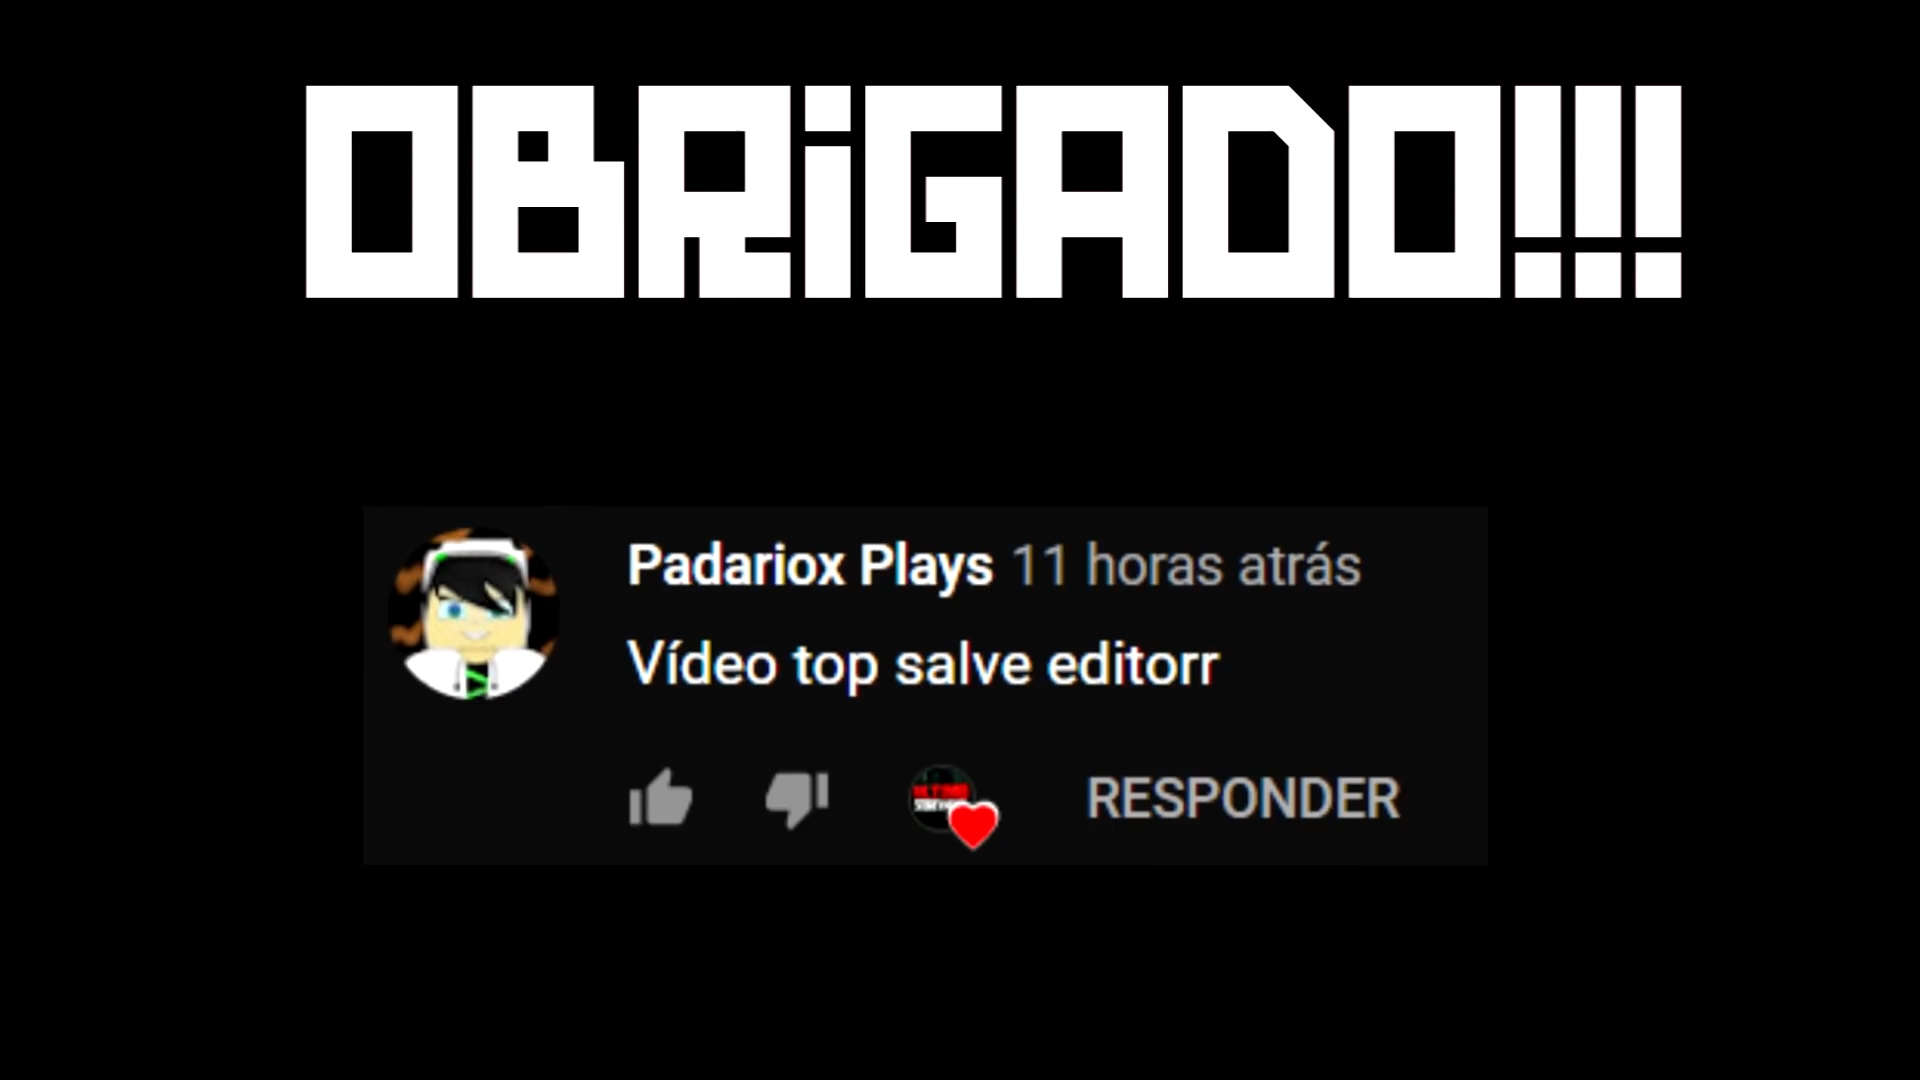 OBRiGADO!!!
Padariox Plays 11 horas atrás
Vídeo top salve editorr
RESPONDER